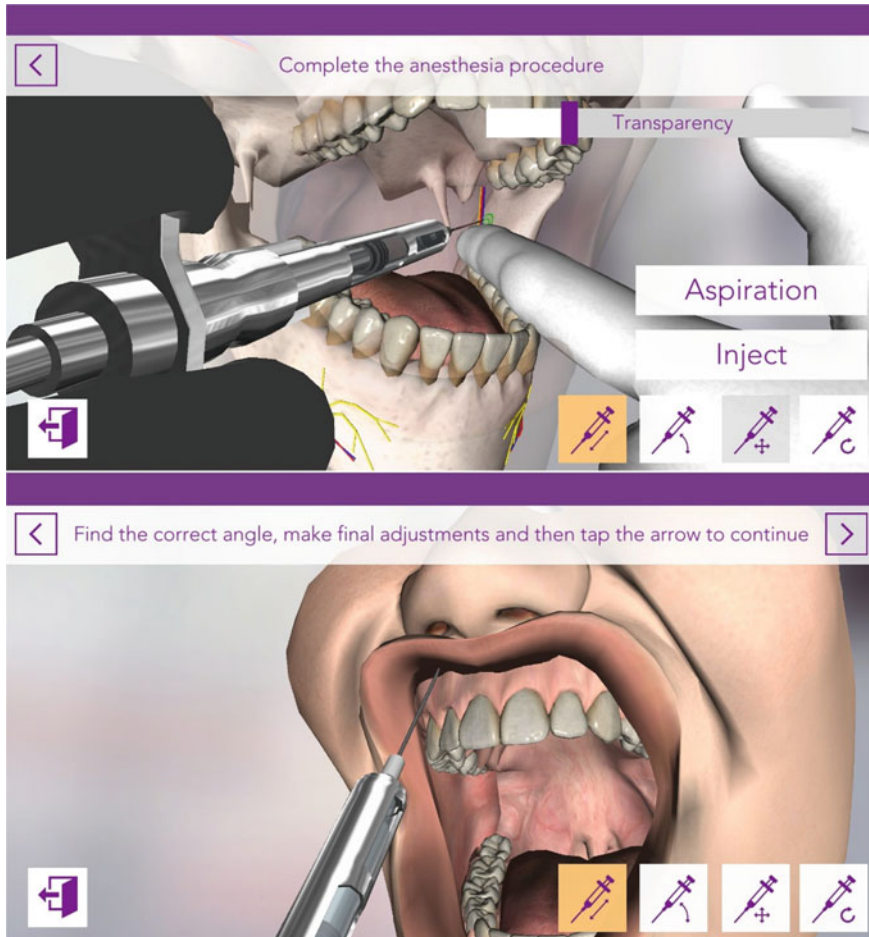 Complete the anesthesia procedure
Transparency
Aspiration
Inject
Find the correct angle, make final adjustments and then tap the arrow to continue